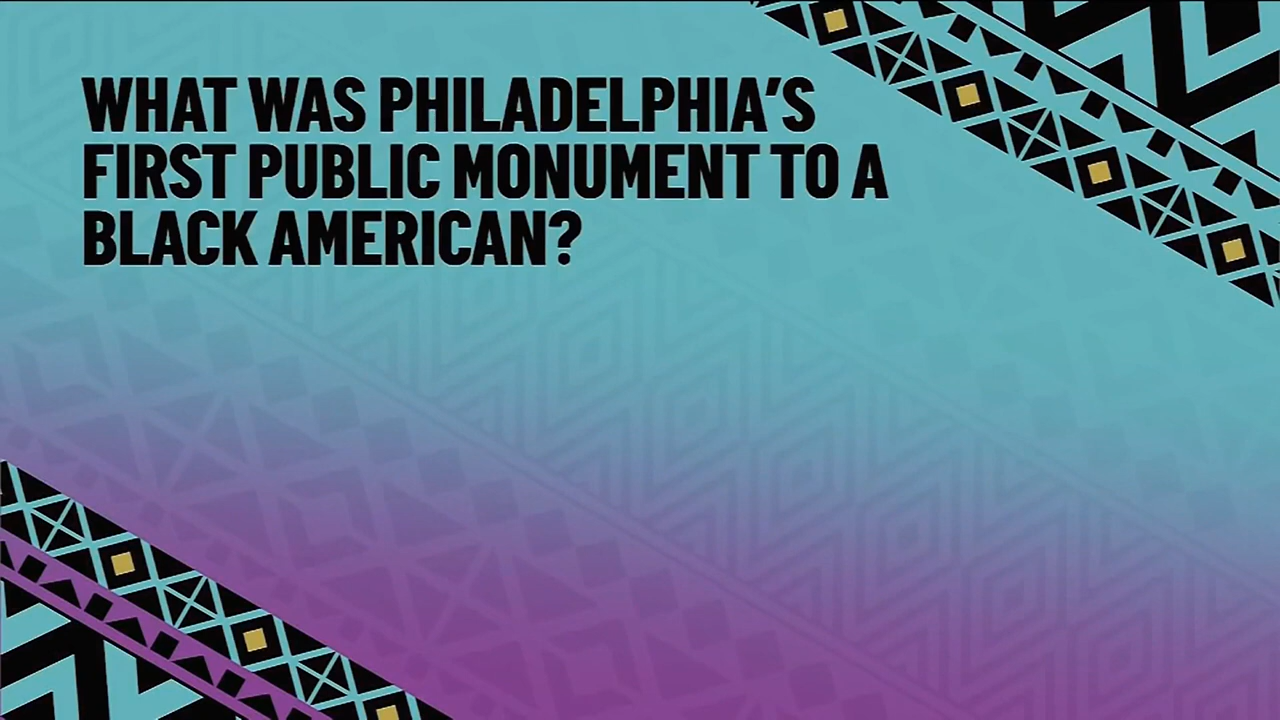 WHAT WAS PHILADELPHIA'S
FIRST PUBLIC MONUMENT TO A
BLACK AMERICAN?